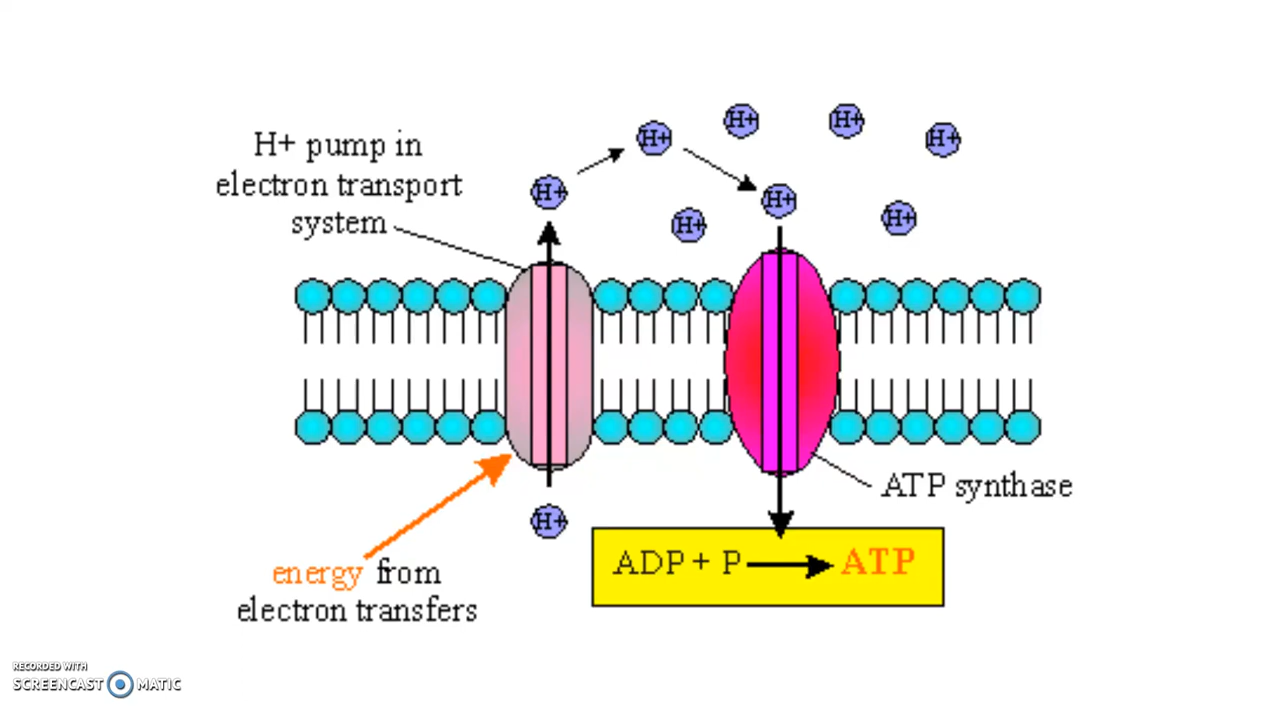 H+ pump in
electron transport
system
H+
H+
H+
H+
H+
H+
H+
H+
H+
H+
ATP synthase
ADP + P ATP
energy from
electron transfers
RECORDED WITH
SCREENCAST MATIC